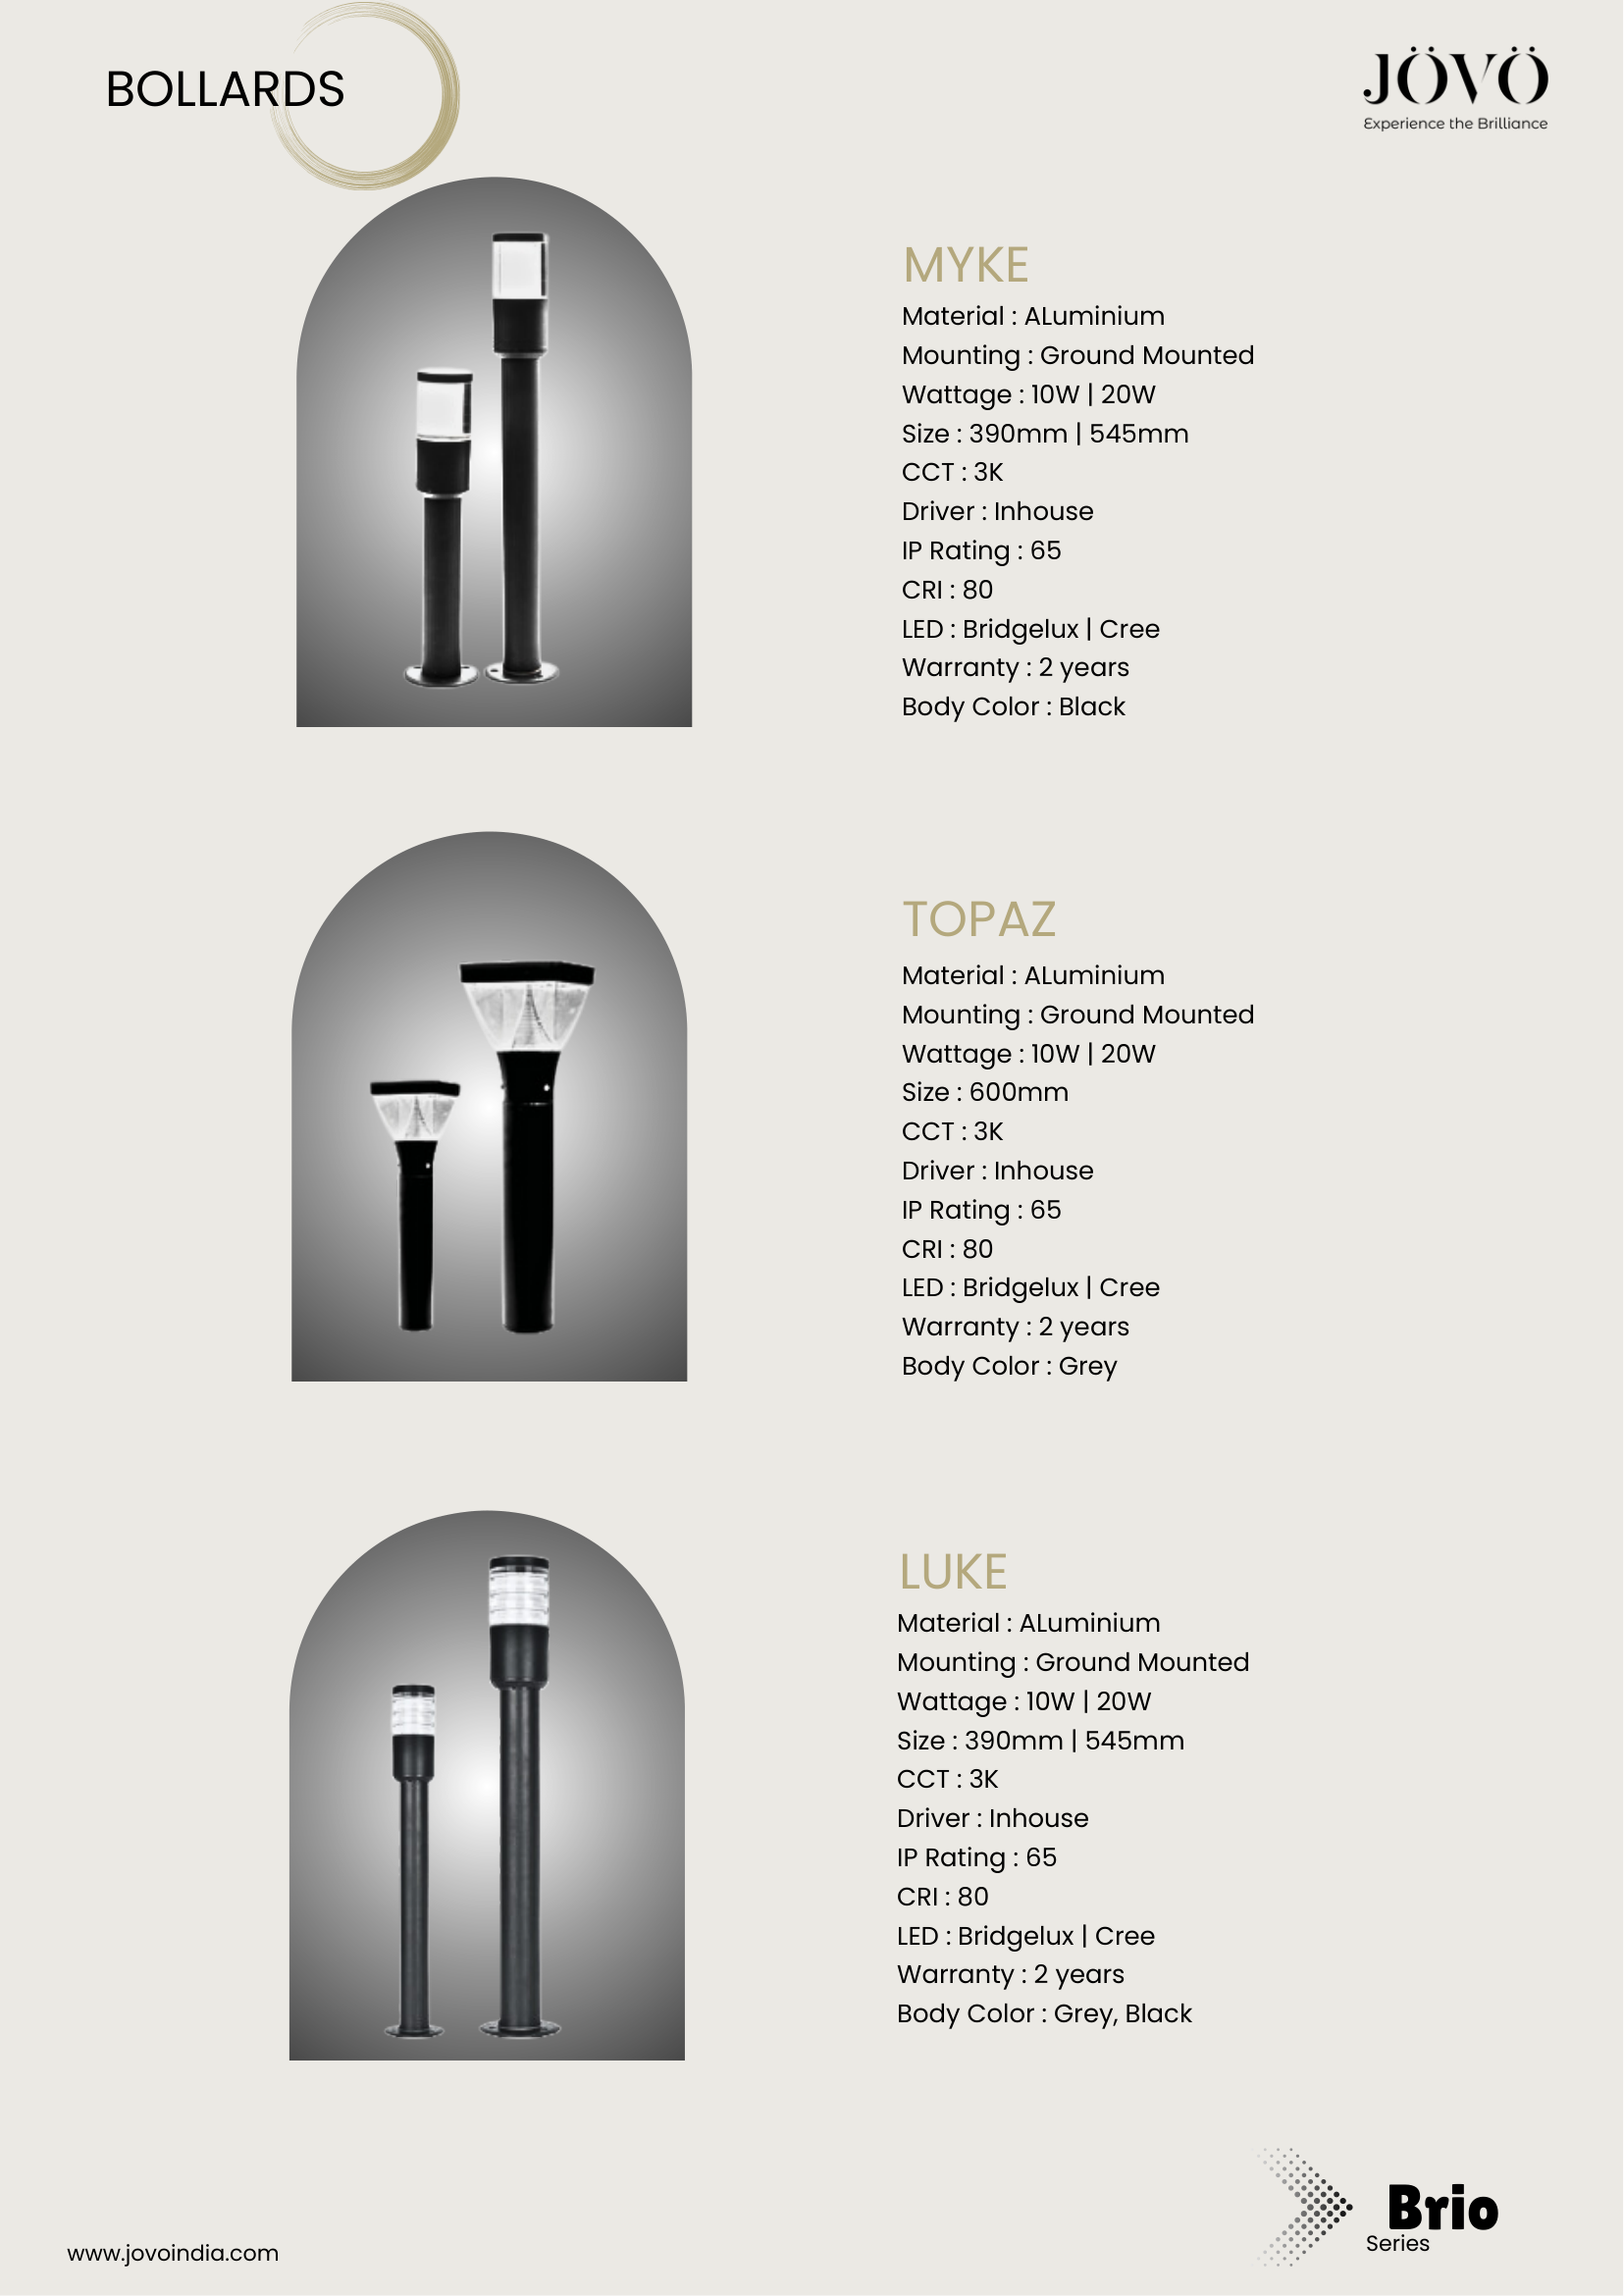 BOLLARDS
JÖVÖ
Experience the Brilliance
MYKE
Material : ALuminium
Mounting : Ground Mounted
Wattage : 10W | 20W
Size : 390mm | 545mm
CCT : 3K
Driver : Inhouse
IP Rating : 65
CRI : 80
LED : Bridgelux | Cree
Warranty : 2 years
Body Color : Black
TOPAZ
Material : ALuminium
Mounting : Ground Mounted
Wattage : 10W | 20W
Size : 600mm
CCT : 3K
Driver : Inhouse
IP Rating : 65
CRI : 80
LED : Bridgelux | Cree
Warranty : 2 years
Body Color : Grey
LUKE
Material : ALuminium
Mounting : Ground Mounted
Wattage : 10W | 20W
Size : 390mm | 545mm
CCT : 3K
Driver : Inhouse
IP Rating : 65
CRI : 80
LED : Bridgelux | Cree
Warranty : 2 years
Body Color : Grey, Black
Brio
Series
www.jovoindia.com